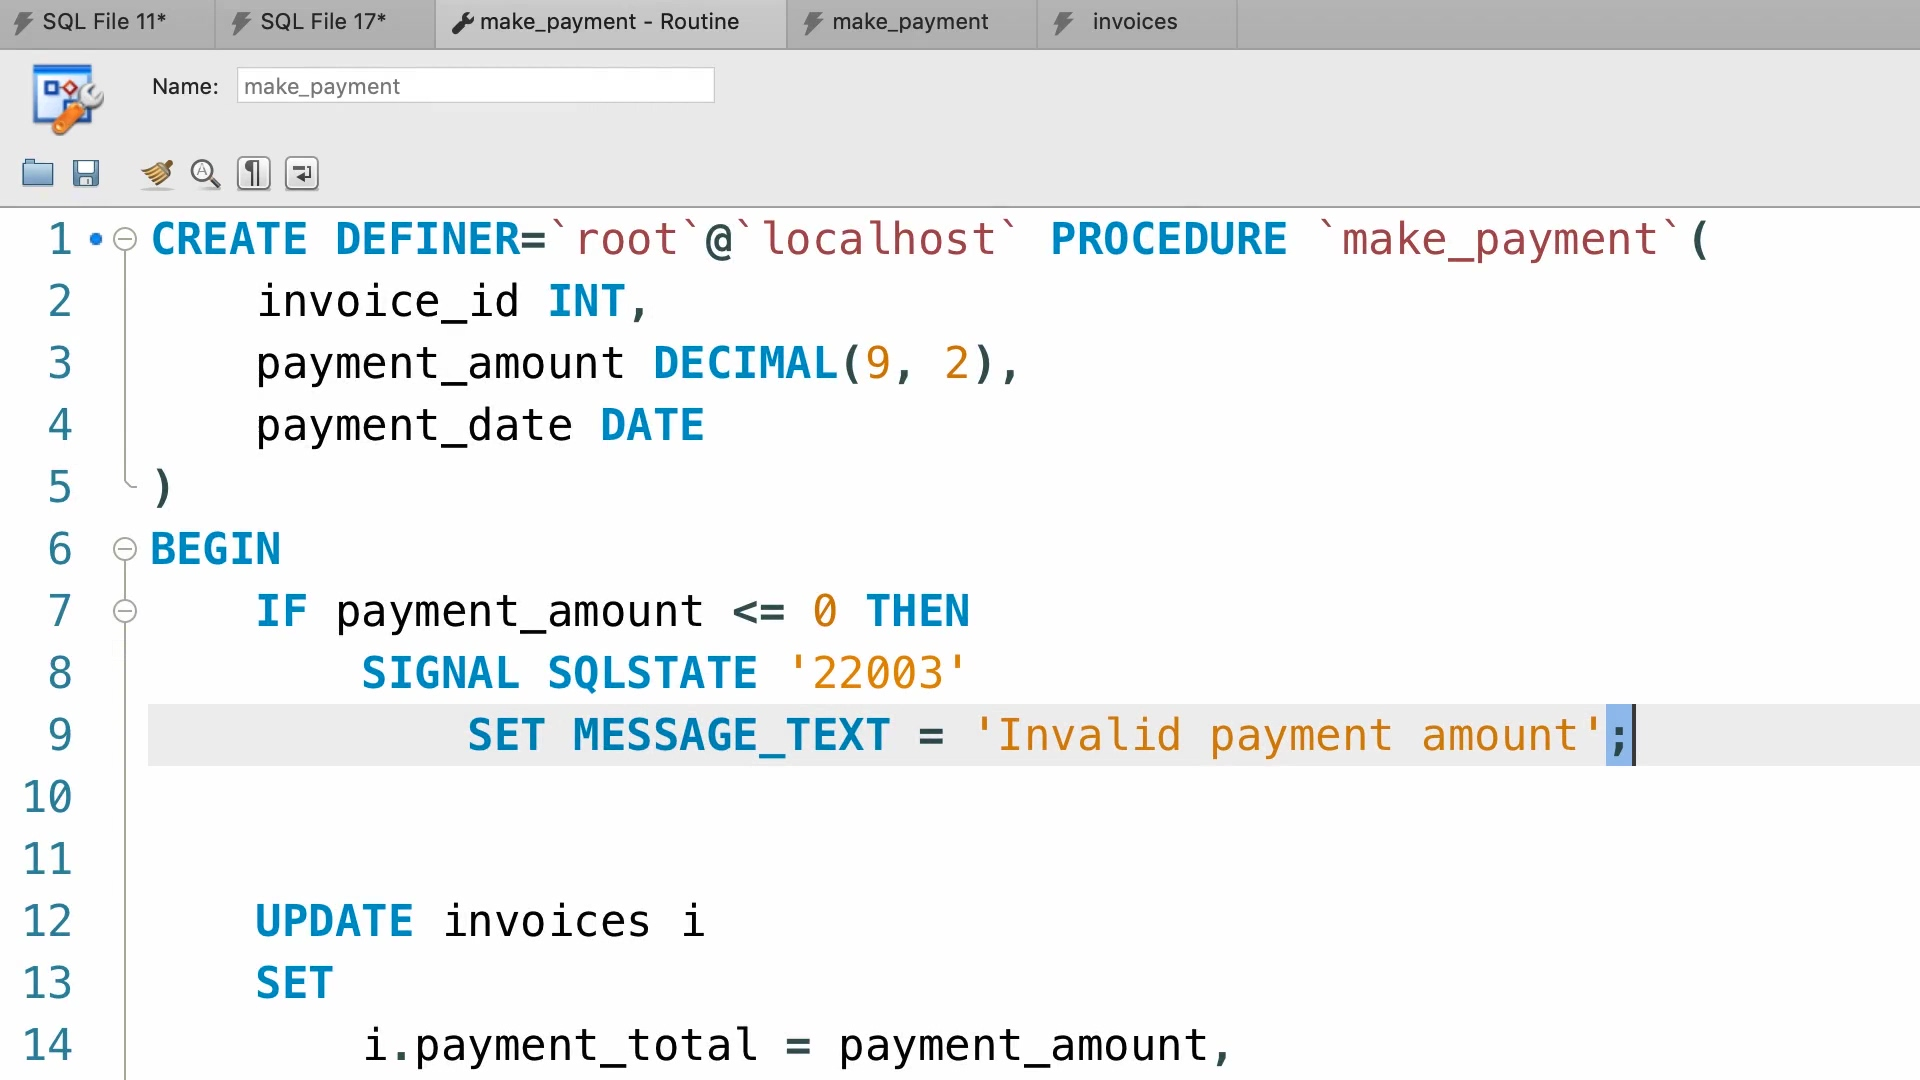 SQL File 11*
SQL File 17*
make_payment - Routine
make_payment
invoices
Name: make_payment
1 CREATE DEFINER=`root`@`localhost` PROCEDURE `make_payment`(
2 invoice_id INT,
3 payment_amount DECIMAL(9, 2),
4 payment_date DATE
5 )
6 BEGIN
7 IF payment_amount <= 0 THEN
8 SIGNAL SQLSTATE '22003'
9 SET MESSAGE_TEXT = 'Invalid payment amount';
10
11
12 UPDATE invoices i
13 SET
14 i.payment_total = payment_amount,